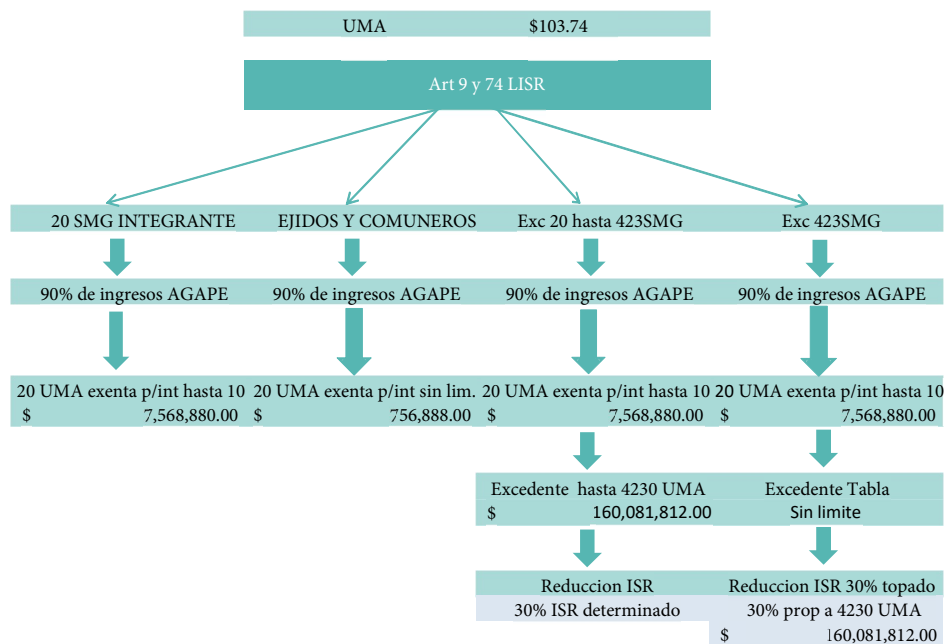 UMA $103.74
Art 9 y 74 LISR
20 SMG INTEGRANTE EJIDOS Y COMUNEROS Exc 20 hasta 423SMG Exc 423SMG
90% de ingresos AGAPE 90% de ingresos AGAPE 90% de ingresos AGAPE 90% de ingresos AGAPE
20 UMA exenta p/int hasta 10 20 UMA exenta p/int sin lim. 20 UMA exenta p/int hasta 10 20 UMA exenta p/int hasta 10
$ 7,568,880.00 $ 756,888.00 $ 7,568,880.00 $ 7,568,880.00
Excedente hasta 4230 UMA Excedente Tabla
$ 160,081,812.00 Sin limite
Reduccion ISR Reduccion ISR 30% topado
30% ISR determinado 30% prop a 4230 UMA
$ 160,081,812.00